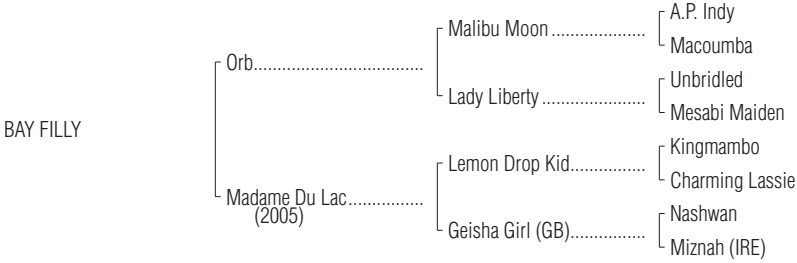 A.P. Indy
Malibu Moon ....................
Macoumba
Orb..................................
Unbridled
Lady Liberty ......................
Mesabi Maiden
BAY FILLY
Kingmambo
Lemon Drop Kid................
Charming Lassie
Madame Du Lac................
(2005)
Nashwan
Geisha Girl (GB)................
Miznah (IRE)